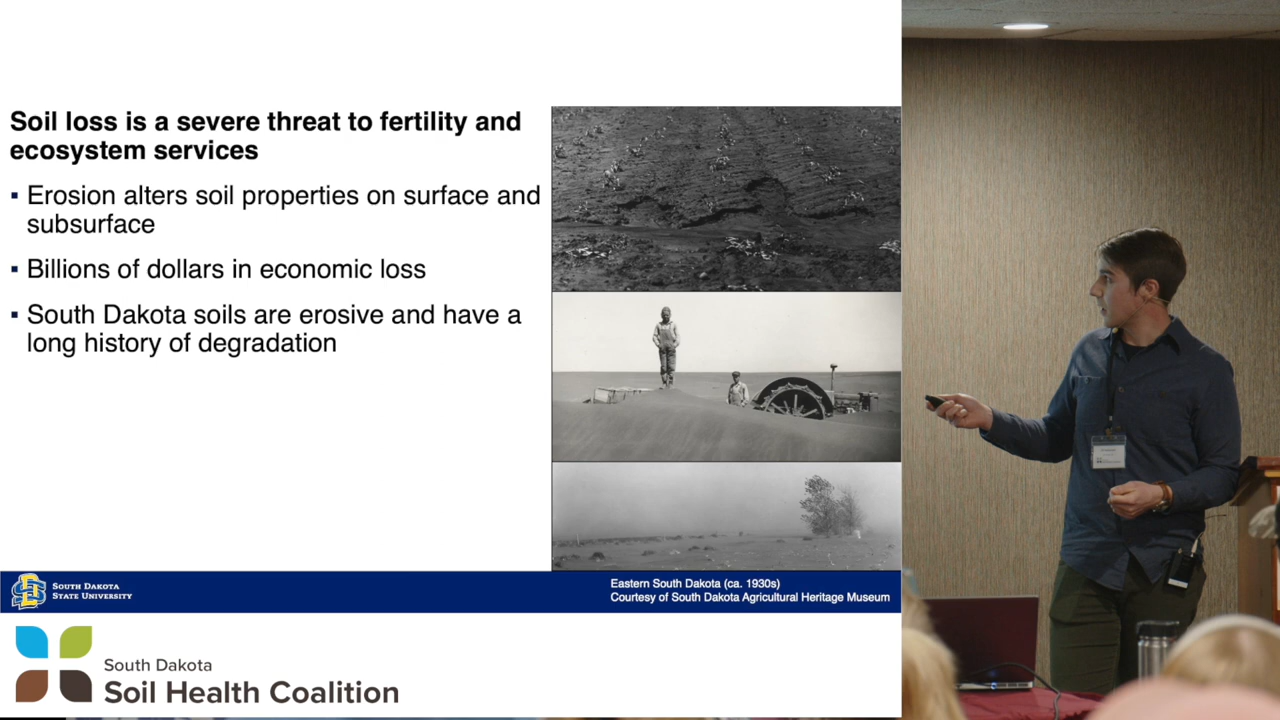 Soil loss is a severe threat to fertility and
ecosystem services
▪ Erosion alters soil properties on surface and
subsurface
▪ Billions of dollars in economic loss
▪ South Dakota soils are erosive and have a
long history of degradation
SOUTH DAKOTA
STATE UNIVERSITY
Eastern South Dakota (ca. 1930s)
Courtesy of South Dakota Agricultural Heritage Museum
South Dakota
Soil Health Coalition